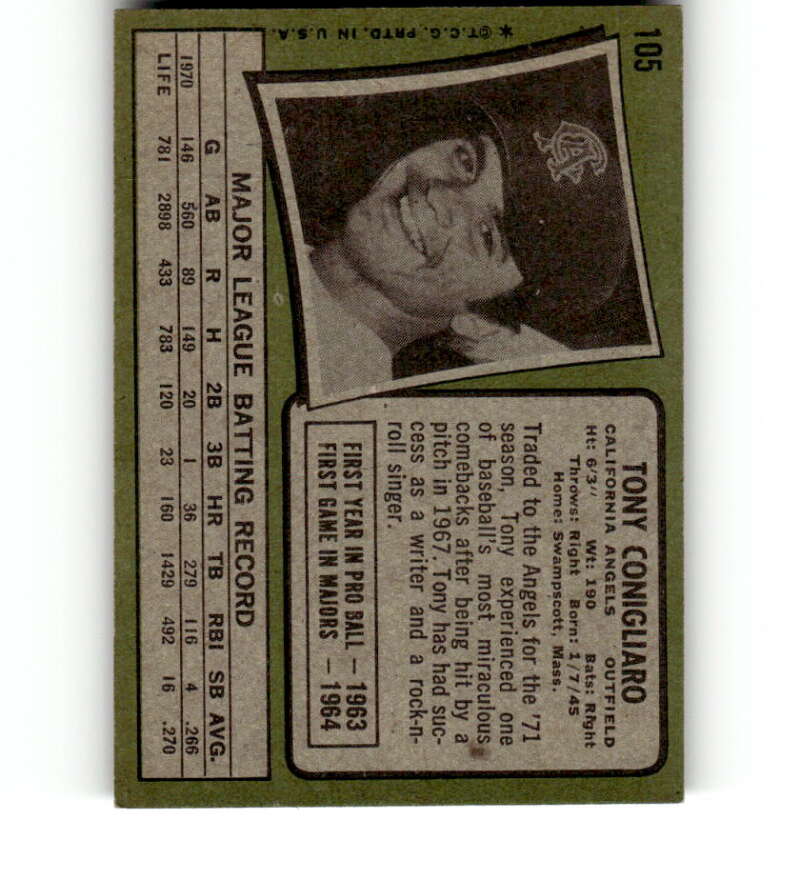 105
TONY CONIGLIARO
CALIFORNIA ANGELS OUTFIELD
Ht: 6'3" Wt: 190 Bats: Right
Throws: Right Born: 1/7/45
Home: Swampscott, Mass.
Traded to the Angels for the '71
season, Tony experienced one
of baseball's most miraculous
comebacks after being hit by a
pitch in 1967. Tony has had suc-
cess as a writer and a rock-n-
roll singer.
FIRST YEAR IN PRO BALL — 1963
FIRST GAME IN MAJORS — 1964
MAJOR LEAGUE BATTING RECORD
G AB R H 2B 3B HR TB RBI SB AVG.
1970 146 560 89 149 20 1 36 279 116 4 .266
LIFE 781 2898 433 783 120 23 160 1429 492 16 .270
* ©T.C.G. PRTD. IN U.S.A.
CA